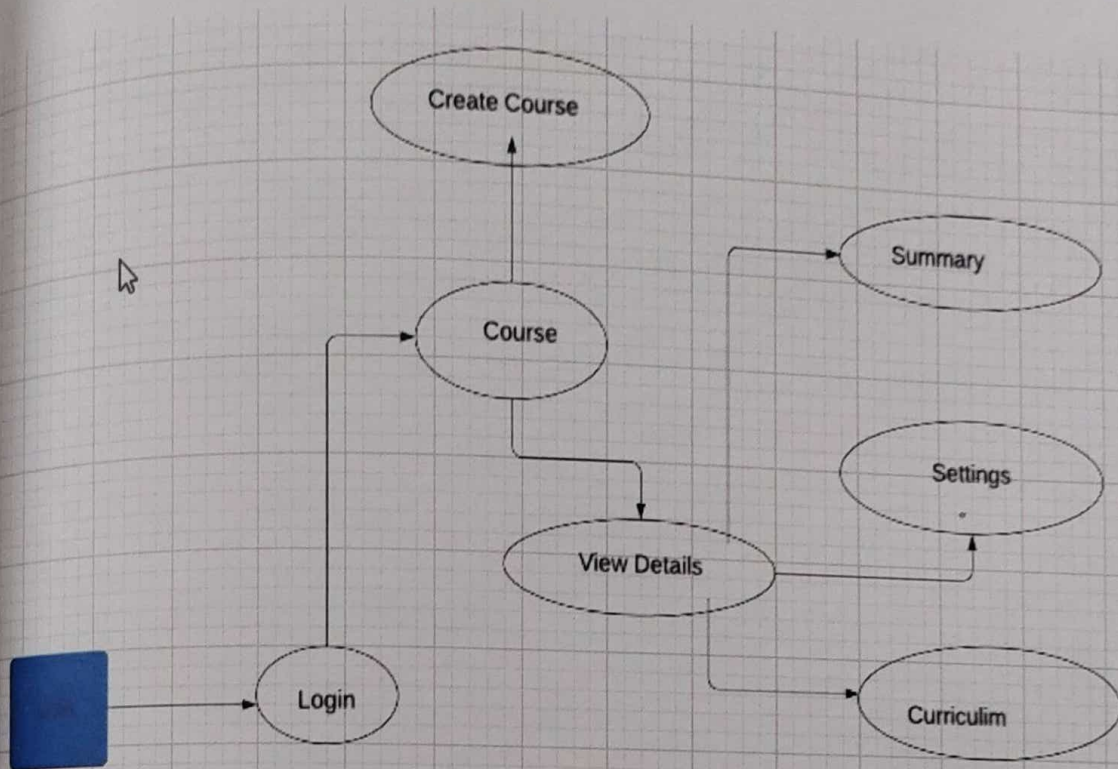 Create Course
Summary
Course
Settings
View Details
Login
Curriculim